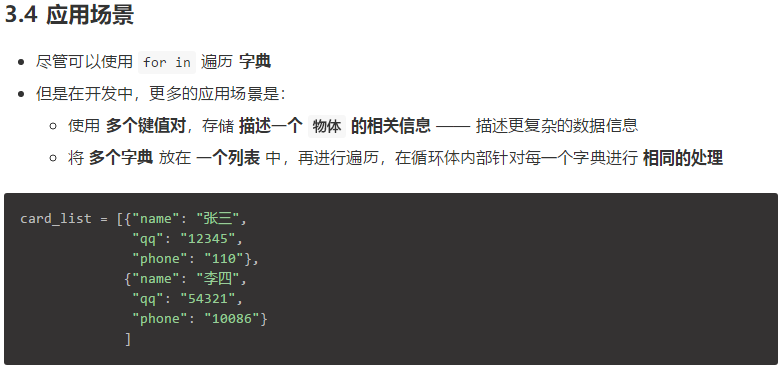 3.4 应用场景
• 尽管可以使用 for in 遍历 字典
• 但是在开发中，更多的应用场景是：
◦ 使用 多个键值对，存储 描述一个 物体 的相关信息 —— 描述更复杂的数据信息
◦ 将 多个字典 放在 一个列表 中，再进行遍历，在循环体内部针对每一个字典进行 相同的处理
card_list = [{"name": "张三",
              "qq": "12345",
              "phone": "110"},
             {"name": "李四",
              "qq": "54321",
              "phone": "10086"}
             ]